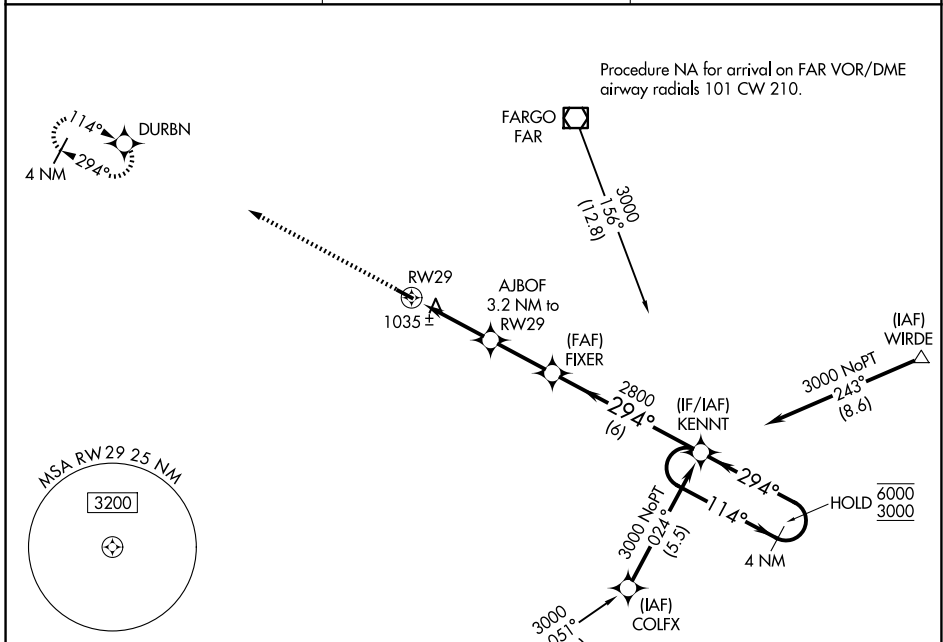 Procedure NA for arrival on FAR VOR/DME
airway radials 101 CW 210.
FARGO
FAR
114°
DURBN
294°
4 NM
3000
156°
(12.8)
RW29
1035 ±
AJBOF
3.2 NM to
RW29
(FAF)
FIXER
(IAF)
WIRDE
3000 NoPT
243°
(8.6)
2800
294°
(6)
(IF/IAF)
KENNT
294°
114°
HOLD
6000
3000
4 NM
3000 NoPT
024°
(5.5)
(IAF)
COLFX
3000
051°
MSA RW29 25 NM
3200